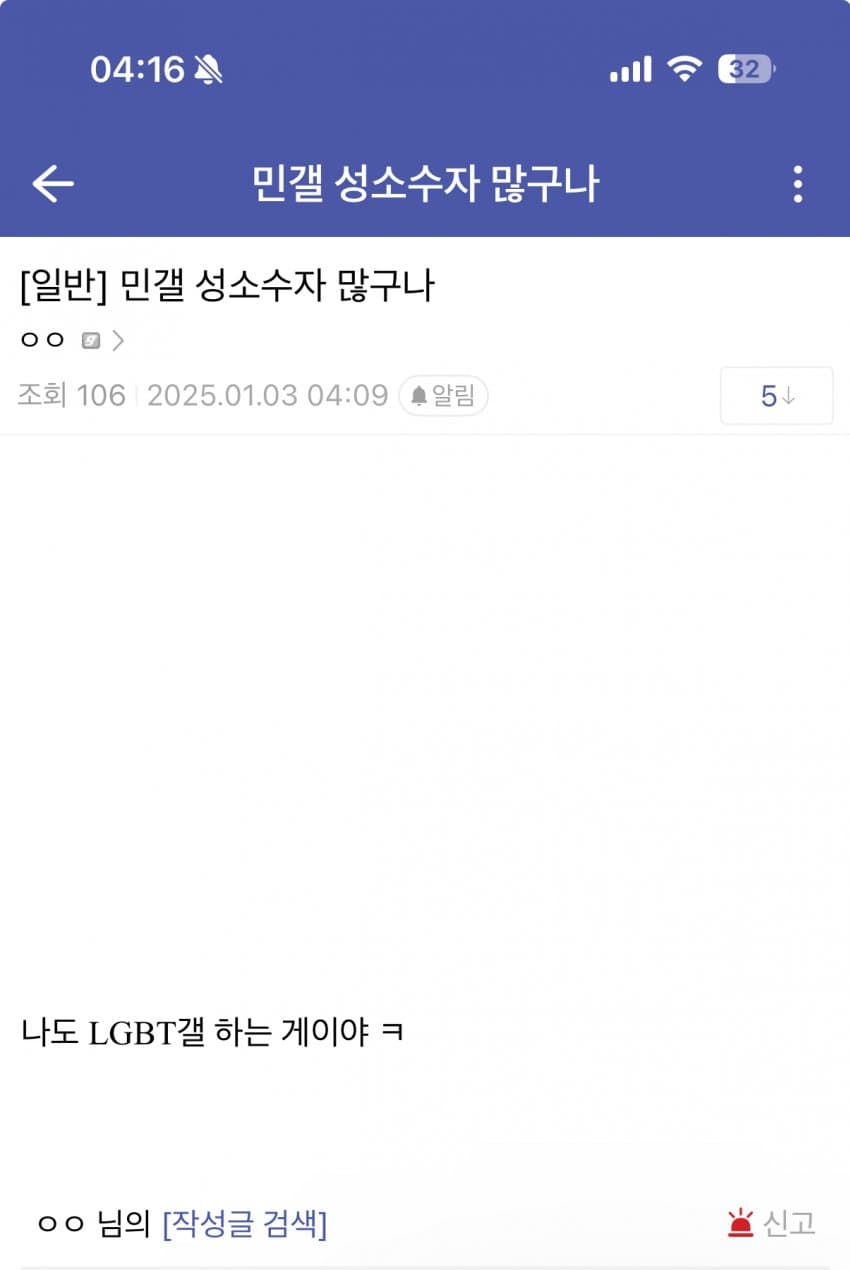 04:16 32
민갤 성소수자 많구나
[일반] 민갤 성소수자 많구나
ㅇㅇ
조회 106 2025.01.03 04:09 알림 5↓
나도 LGBT갤 하는 게이야 ㅋ
ㅇㅇ 님의 [작성글 검색] 신고